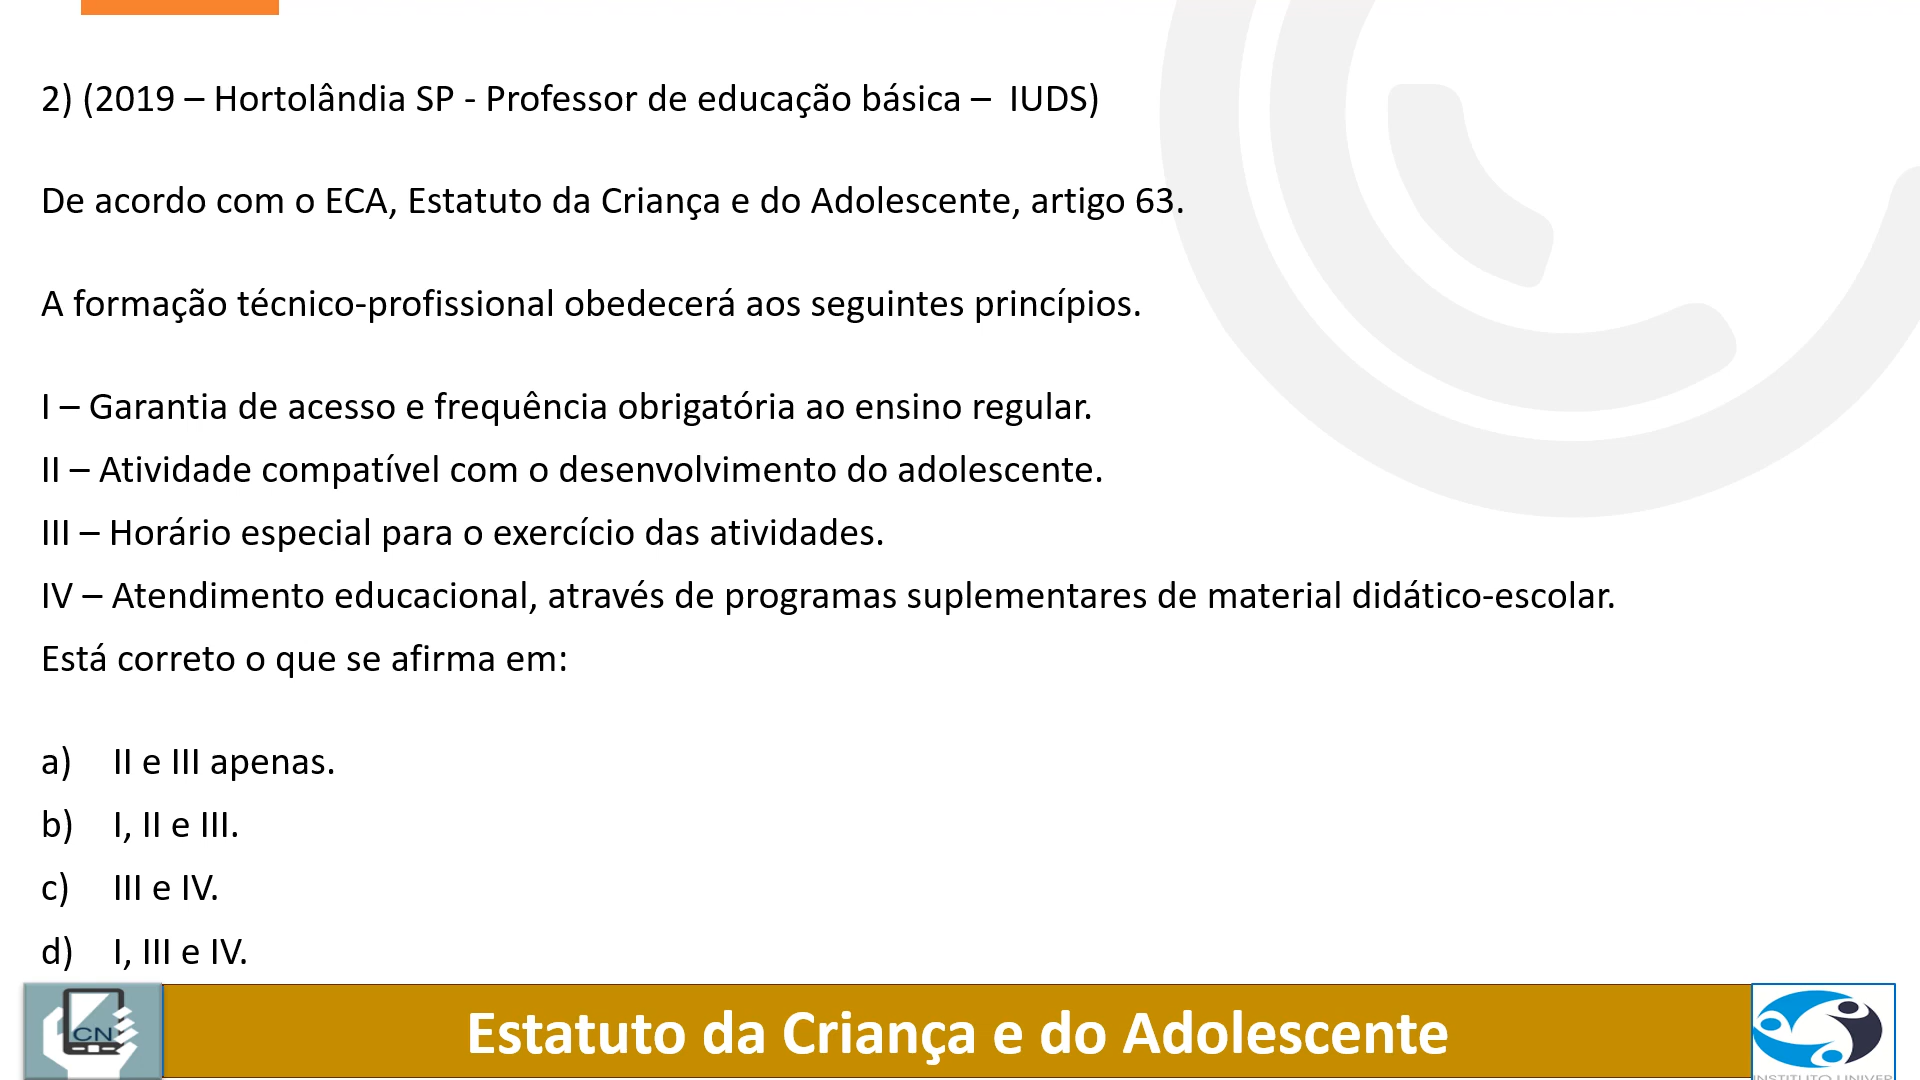 2) (2019 – Hortolândia SP - Professor de educação básica –  IUDS)
De acordo com o ECA, Estatuto da Criança e do Adolescente, artigo 63.
A formação técnico-profissional obedecerá aos seguintes princípios.
I – Garantia de acesso e frequência obrigatória ao ensino regular.
II – Atividade compatível com o desenvolvimento do adolescente.
III – Horário especial para o exercício das atividades.
IV – Atendimento educacional, através de programas suplementares de material didático-escolar.
Está correto o que se afirma em:
a) II e III apenas.
b) I, II e III.
c) III e IV.
d) I, III e IV.
CN
Estatuto da Criança e do Adolescente
INSTITUTO UNIVER